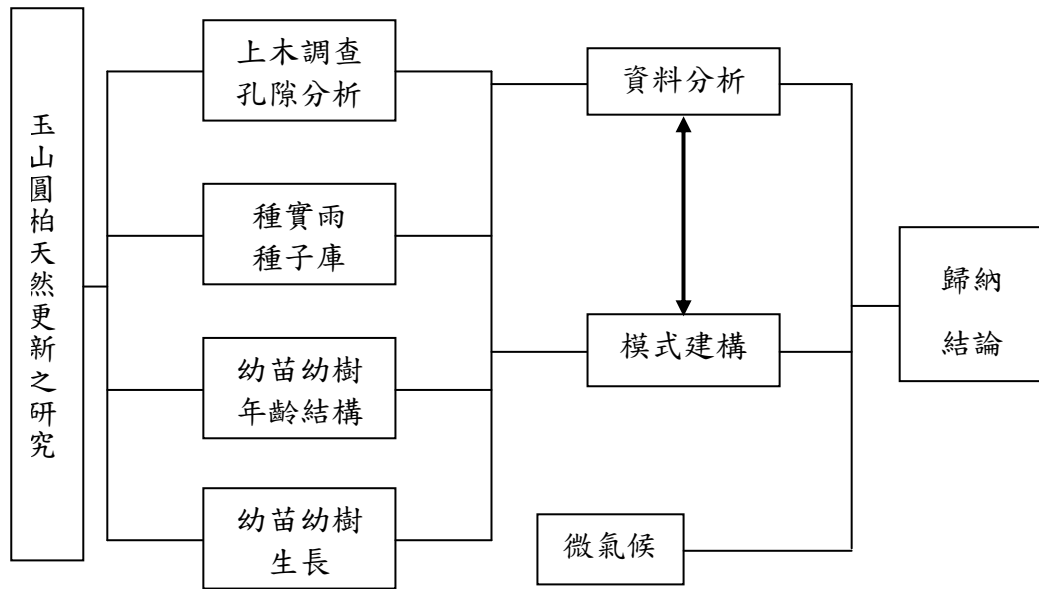 玉山圓柏天然更新之研究
上木調查
孔隙分析
種實雨
種子庫
幼苗幼樹
年齡結構
幼苗幼樹
生長
資料分析
模式建構
微氣候
歸納
結論